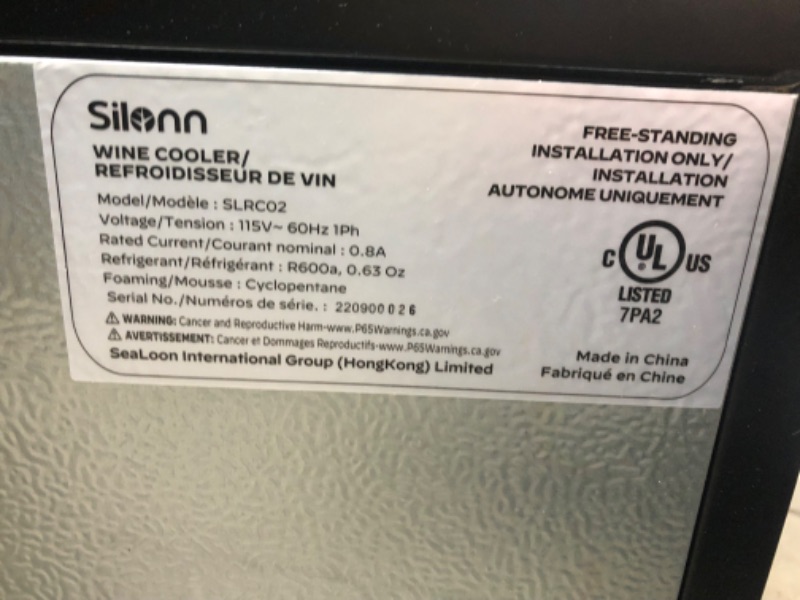 Silonn
WINE COOLER/
REFROIDISSEUR DE VIN
Model/Modèle : SLRC02
Voltage/Tension : 115V~ 60Hz 1Ph
Rated Current/Courant nominal : 0.8A
Refrigerant/Réfrigérant : R600a, 0.63 Oz
Foaming/Mousse : Cyclopentane
Serial No./Numéros de série. : 220900026
⚠ WARNING: Cancer and Reproductive Harm-www.P65Warnings.ca.gov
⚠ AVERTISSEMENT: Cancer et Dommages Reproductifs-www.P65Warnings.ca.gov
SeaLoon International Group (HongKong) Limited
FREE-STANDING
INSTALLATION ONLY/
INSTALLATION
AUTONOME UNIQUEMENT
C UL US
LISTED
7PA2
Made in China
Fabriqué en Chine